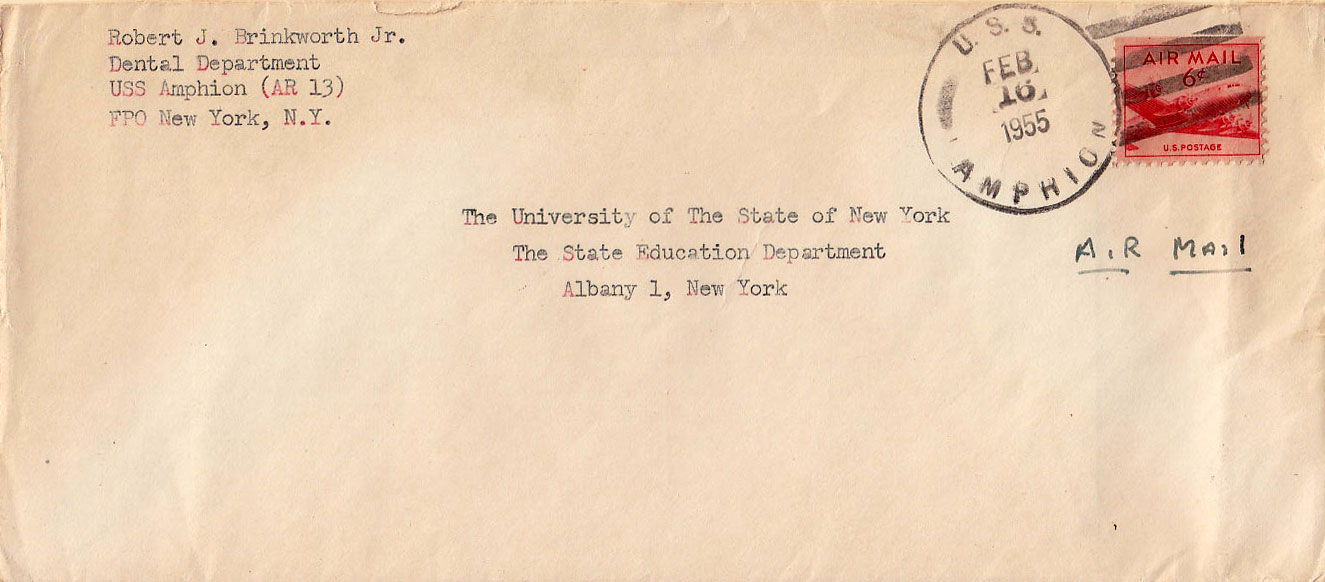 Robert J. Brinkworth Jr.
Dental Department
USS Amphion (AR 13)
FPO New York, N.Y.
U.S.S.
FEB
16
1955
AMPHION
AIR MAIL
6¢
U.S. POSTAGE
The University of The State of New York
The State Education Department
Albany 1, New York
AIR MAIL